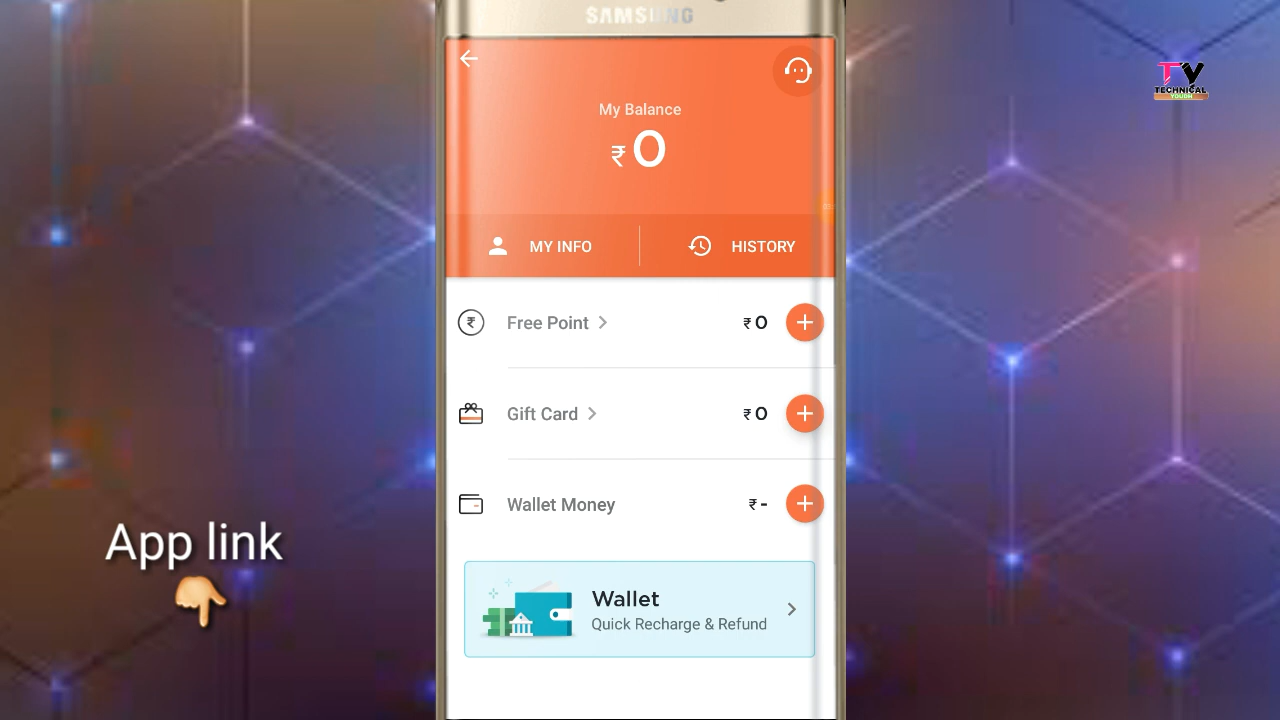 SAMSUNG
TY
TECHNICAL
My Balance
₹ 0
MY INFO
HISTORY
Free Point
₹ 0
Gift Card
₹ 0
Wallet Money
₹ -
App link
Wallet
Quick Recharge & Refund